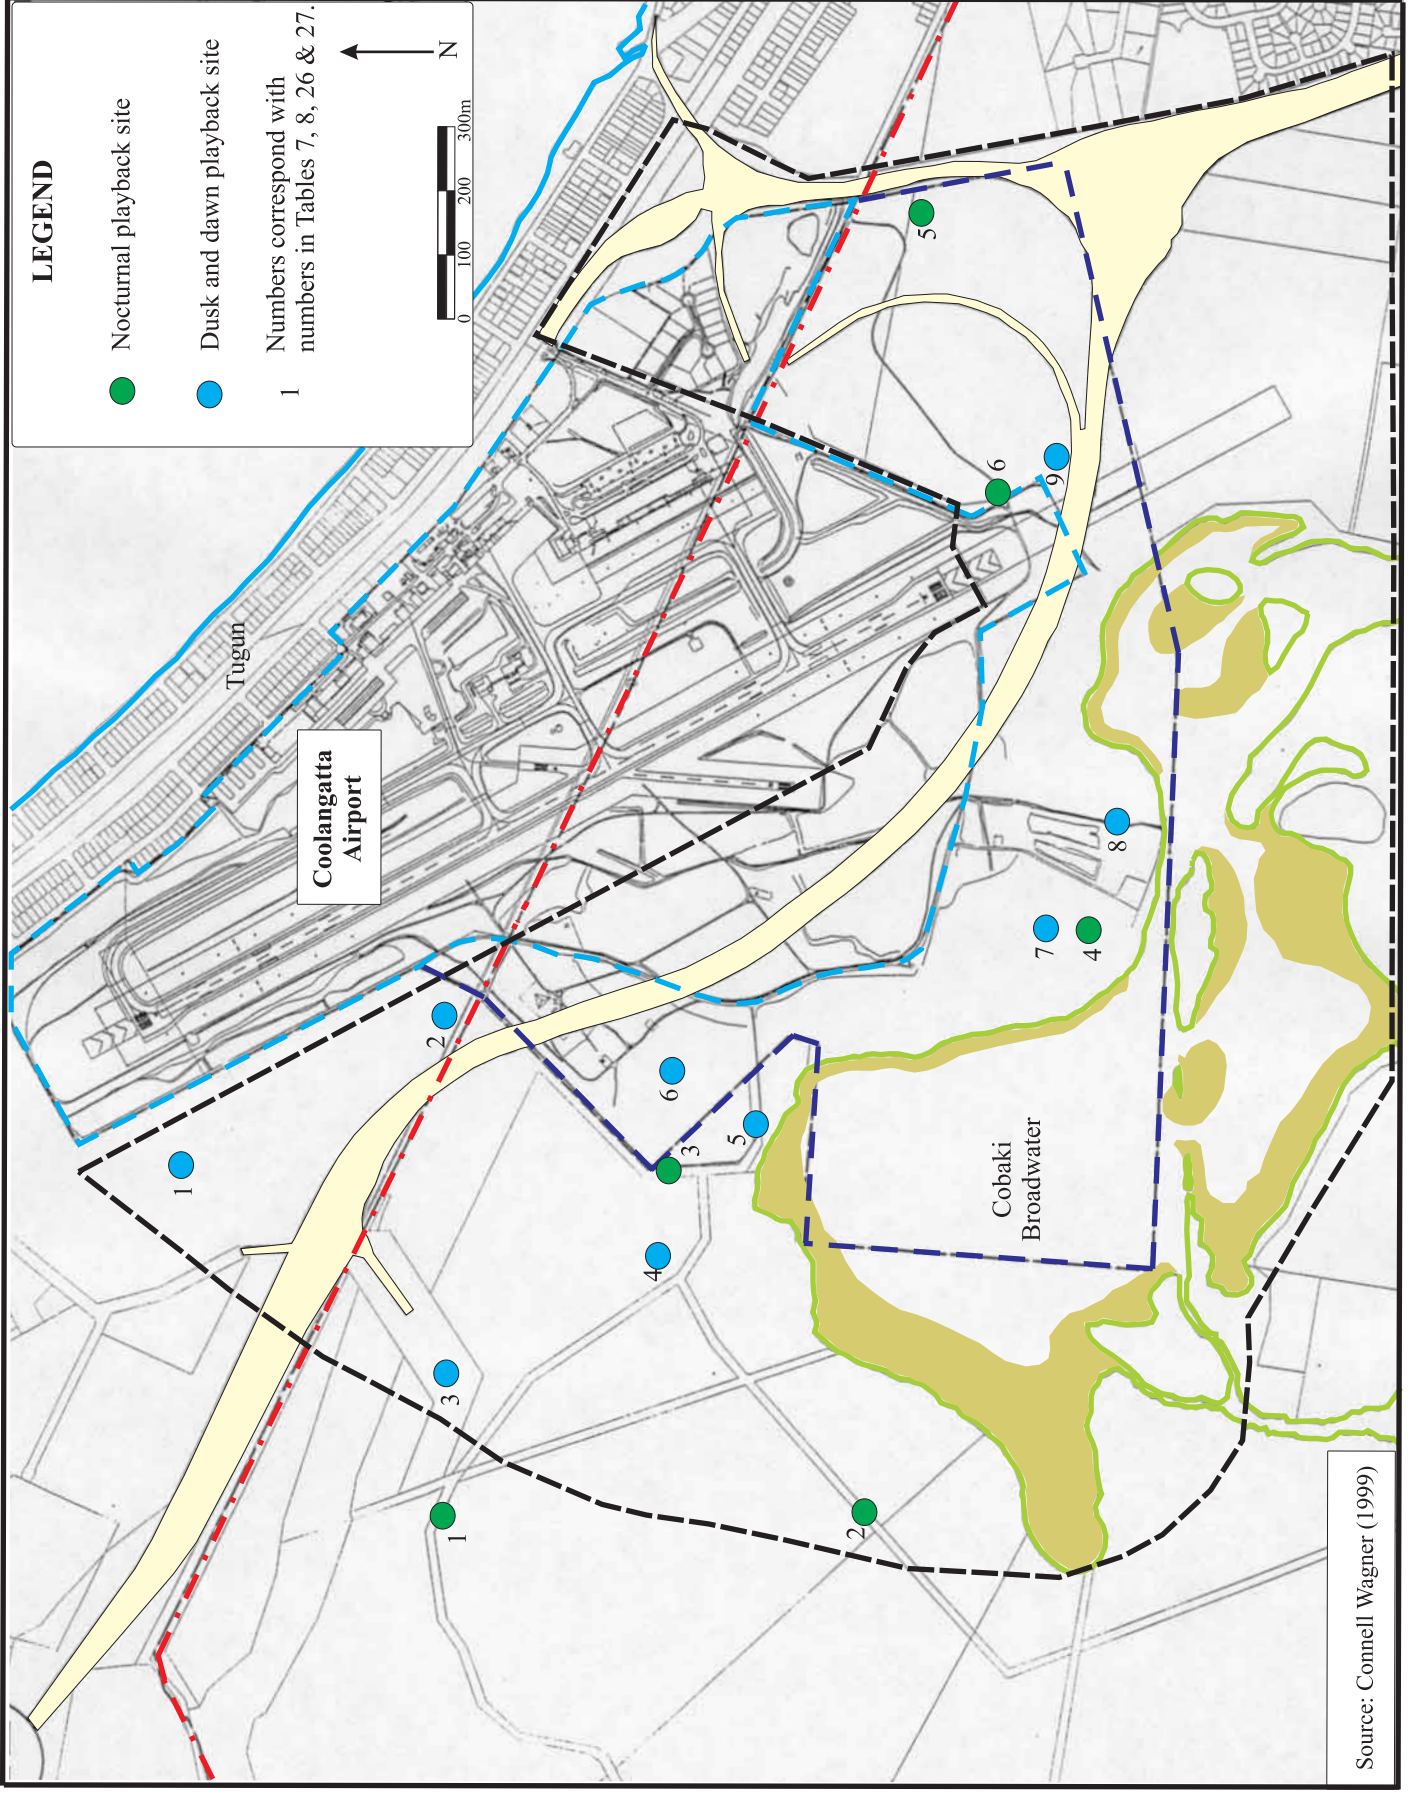 LEGEND
Nocturnal playback site
Dusk and dawn playback site
1
Numbers correspond with
numbers in Tables 7, 8, 26 & 27.
N
0 100 200 300m
Tugun
Coolangatta
Airport
1
2
3
1
4
3
6
5
2
7
4
8
9
6
5
Cobaki
Broadwater
Source: Connell Wagner (1999)